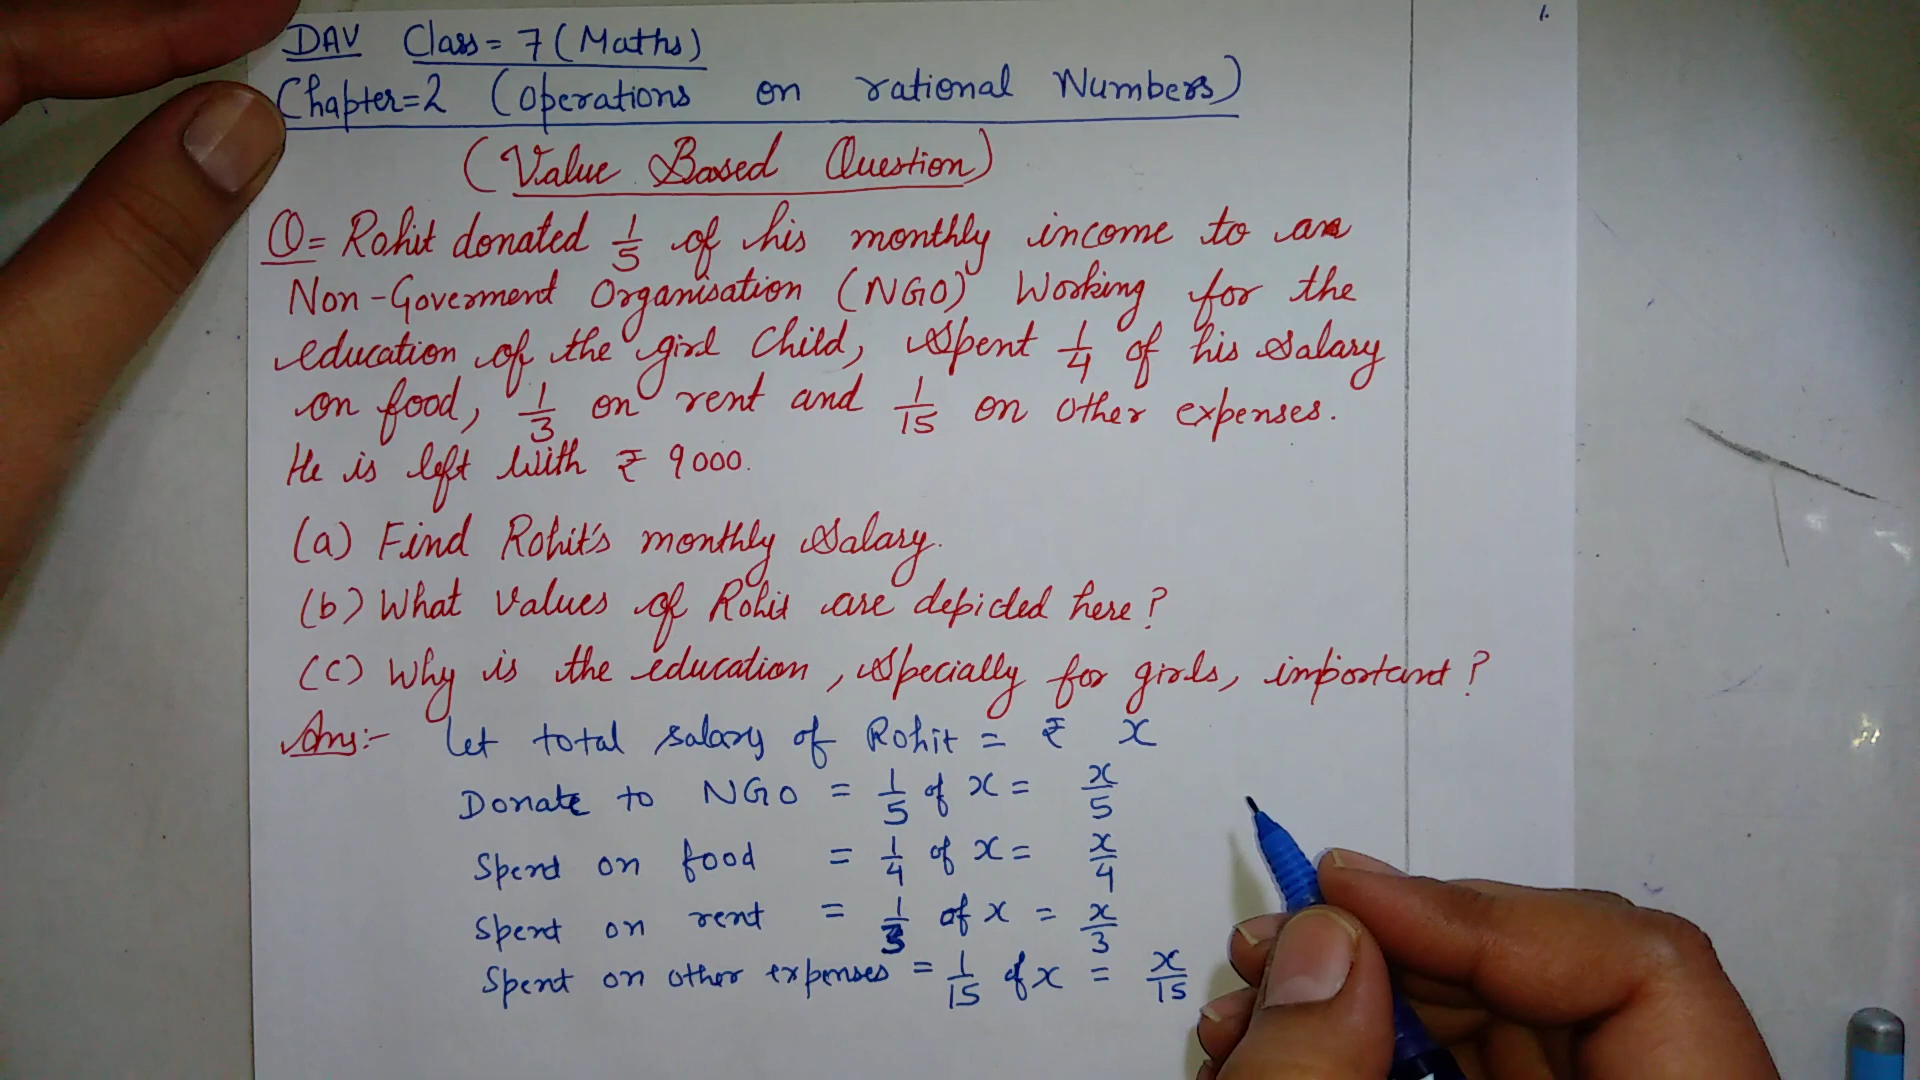 1.
DAV Class = 7 (Maths)
Chapter = 2 (Operations on rational Numbers)
(Value Based Question)
Q = Rohit donated 1/5 of his monthly income to an
Non-Goverment Organisation (NGO) Working for the
education of the girl child, spent 1/4 of his salary
on food, 1/3 on rent and 1/15 on other expenses.
He is left with ₹ 9000.
(a) Find Rohit's monthly salary.
(b) What values of Rohit are depicted here?
(c) Why is the education, specially for girls, important?
Ans:- Let total salary of Rohit = ₹ x
Donate to NGO = 1/5 of x = x/5
Spent on food = 1/4 of x = x/4
Spent on rent = 1/3 of x = x/3
Spent on other expenses = 1/15 of x = x/15